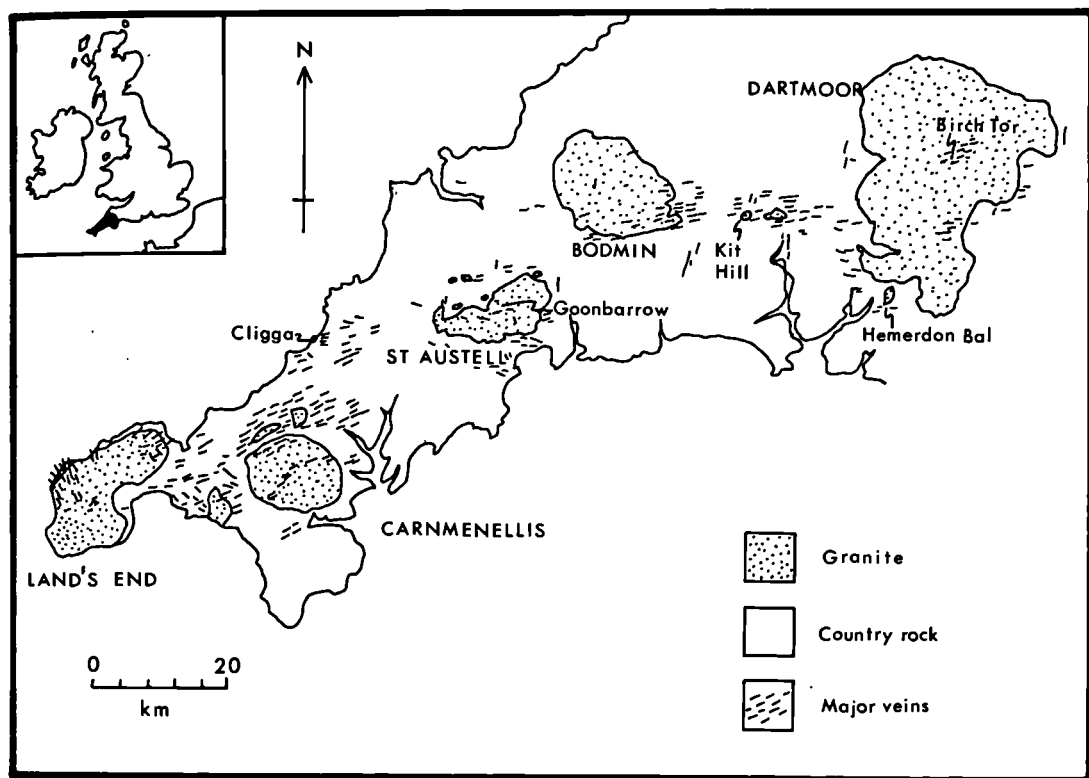 N
DARTMOOR
Birch Tor
BODMIN
Kit
Hill
Goonbarrow
Hemerdon Bal
Cligga
ST AUSTELL
CARNMENELLIS
LAND'S END
0 20
km
Granite
Country rock
Major veins